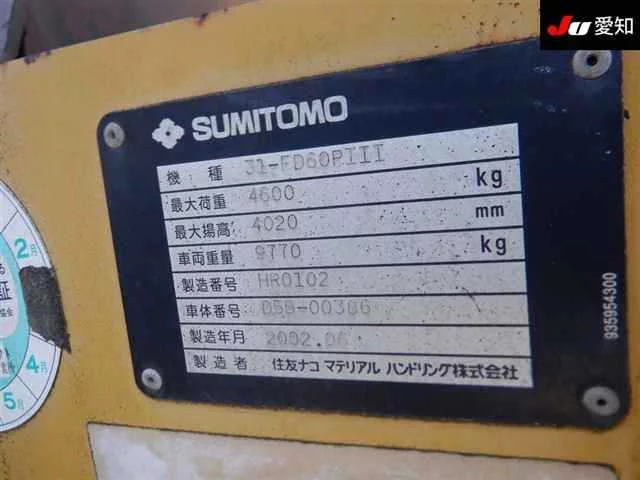 JU 愛知
SUMITOMO
機 種 31-FD60PIII
最大荷重 4600 kg
最大揚高 4020 mm
車両重量 9770 kg
製造番号 HR0102
車体番号 058-00306
製造年月 2002.06
製造者 住友ナコ マテリアル ハンドリング株式会社
935954300
2月
証
4月
5月